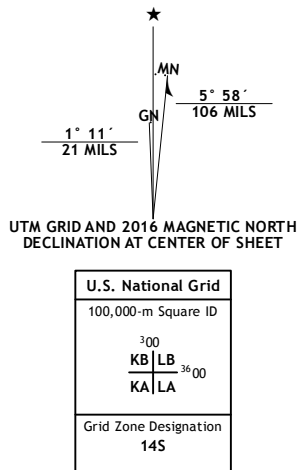 ★
MN
GN
5° 58´
106 MILS
1° 11´
21 MILS
UTM GRID AND 2016 MAGNETIC NORTH
DECLINATION AT CENTER OF SHEET
U.S. National Grid
100,000-m Square ID
³00
KB LB
³⁶00
KA LA
Grid Zone Designation
14S